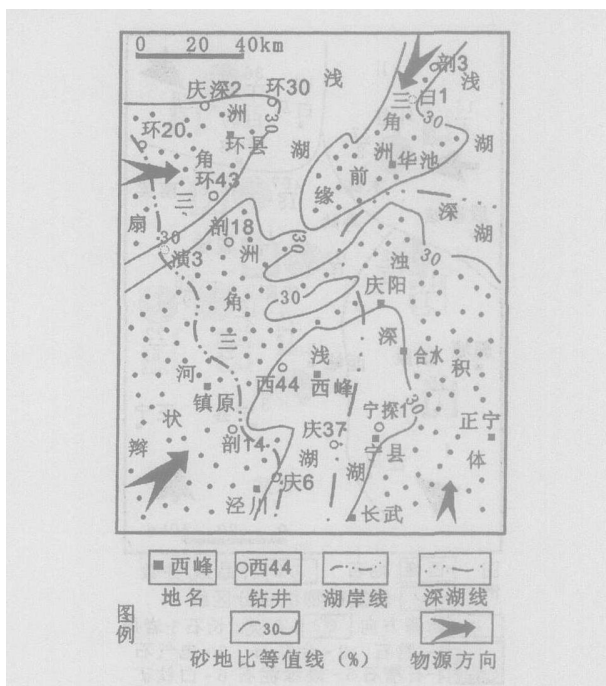 0 20 40km
庆深2 环30 浅 剖3 浅
洲 30 三 白1
环20 环县 湖 角 30 湖
角 洲 华池
环43 缘 前
三 深
扇 剖18 30 湖
30 演3 洲 浊 30
角 30 庆阳
三 浅 深 合水 积
河 西44 西峰
镇原 30
状 宁探1 正宁
辫 剖14 庆37 宁县 体
湖 湖
庆6
泾川 长武
图例
西峰 西44
地名 钻井 湖岸线 深湖线
30
砂地比等值线(%) 物源方向